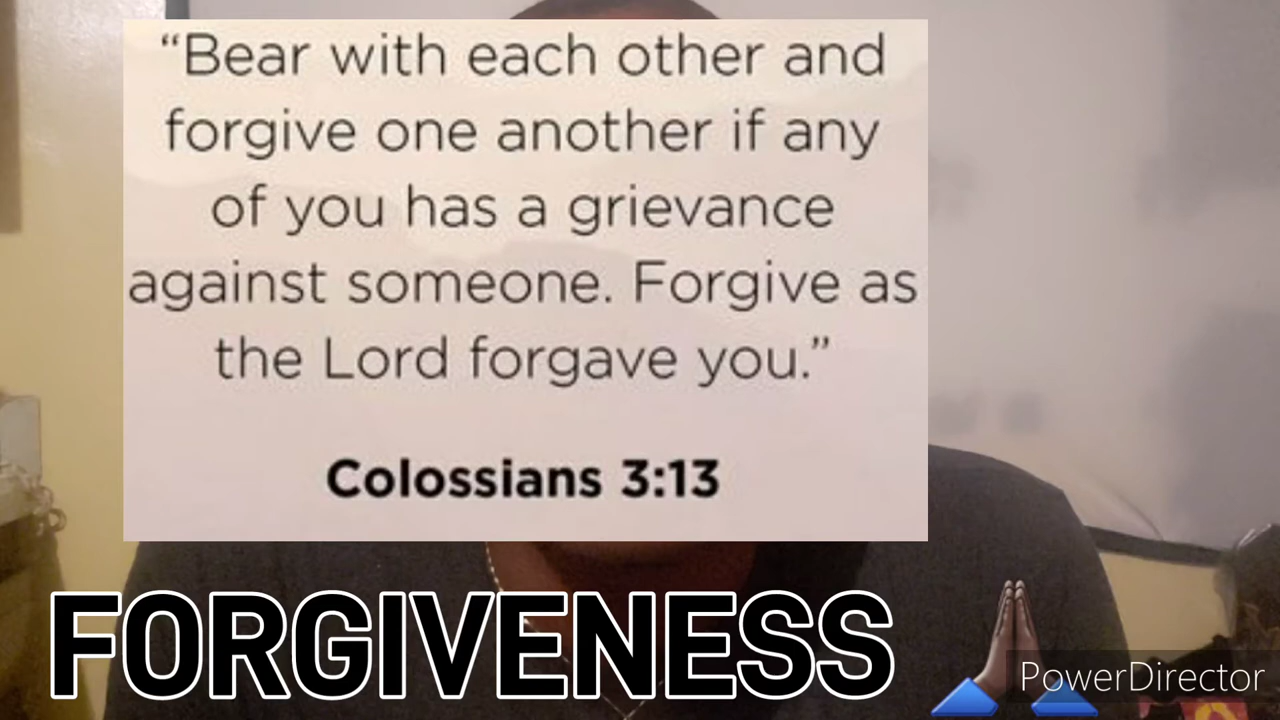 “Bear with each other and
forgive one another if any
of you has a grievance
against someone. Forgive as
the Lord forgave you.”
Colossians 3:13
FORGIVENESS
PowerDirector